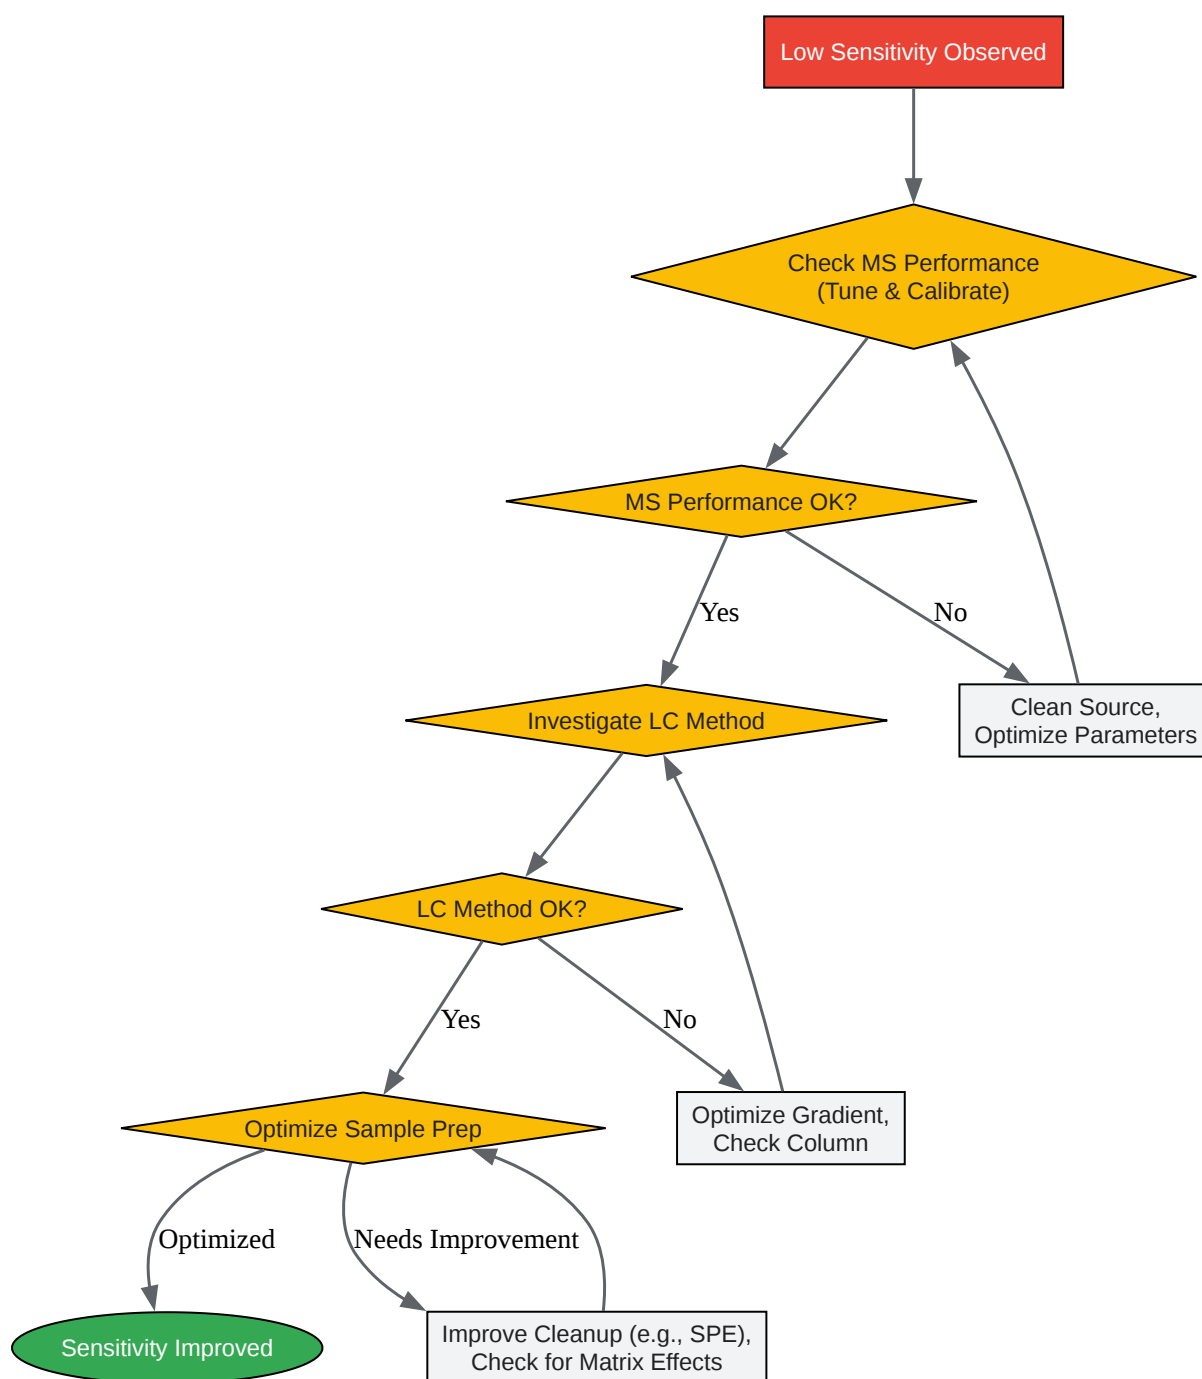 Low Sensitivity Observed
Check MS Performance
(Tune & Calibrate)
MS Performance OK?
Yes
No
Investigate LC Method
Clean Source,
Optimize Parameters
LC Method OK?
Yes
No
Optimize Sample Prep
Optimize Gradient,
Check Column
Optimized
Needs Improvement
Sensitivity Improved
Improve Cleanup (e.g., SPE),
Check for Matrix Effects